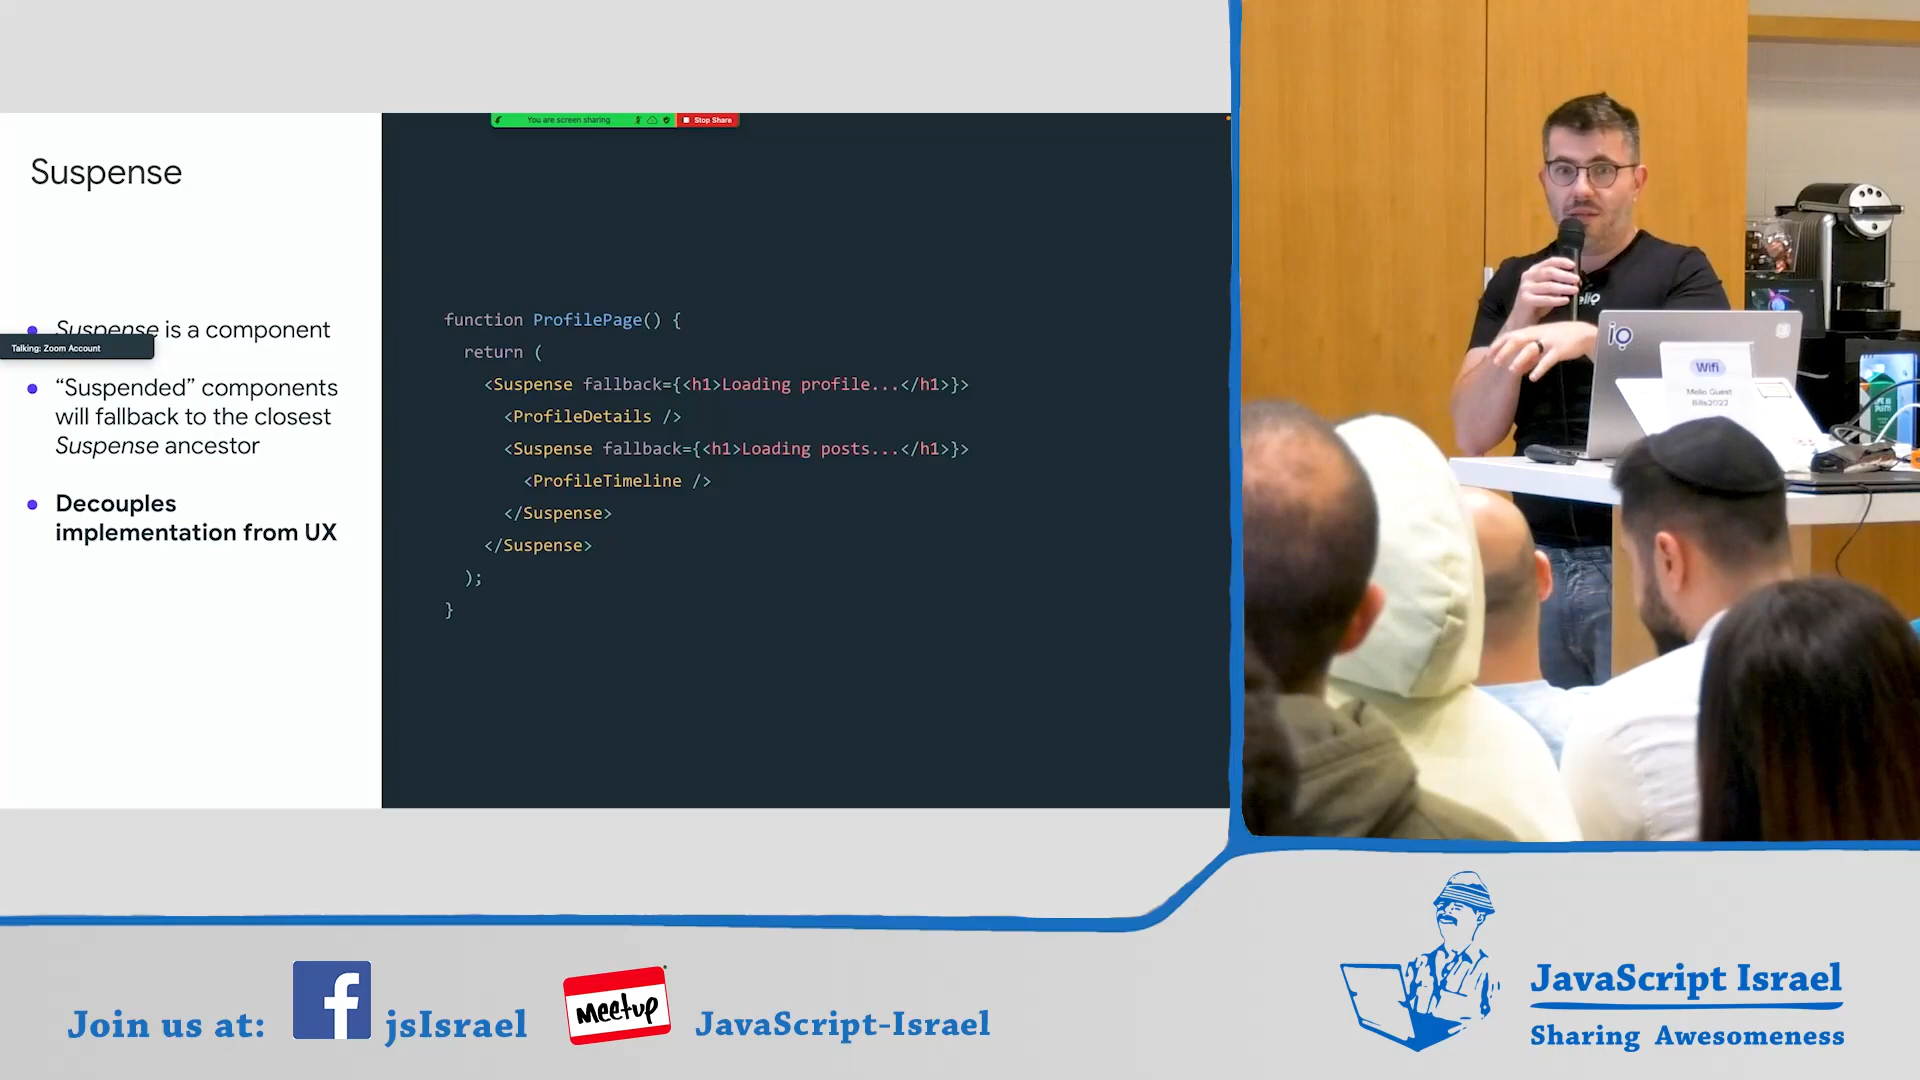 You are screen sharing
Stop Share
Suspense
Suspense is a component
Talking: Zoom Account
“Suspended” components
will fallback to the closest
Suspense ancestor
Decouples
implementation from UX
function ProfilePage() {
return (
<Suspense fallback={<h1>Loading profile...</h1>}>
<ProfileDetails />
<Suspense fallback={<h1>Loading posts...</h1>}>
<ProfileTimeline />
</Suspense>
</Suspense>
);
}
Wifi
Melio Guest
Bills2022
Join us at:
f
jsIsrael
meetup
JavaScript-Israel
JavaScript Israel
Sharing Awesomeness